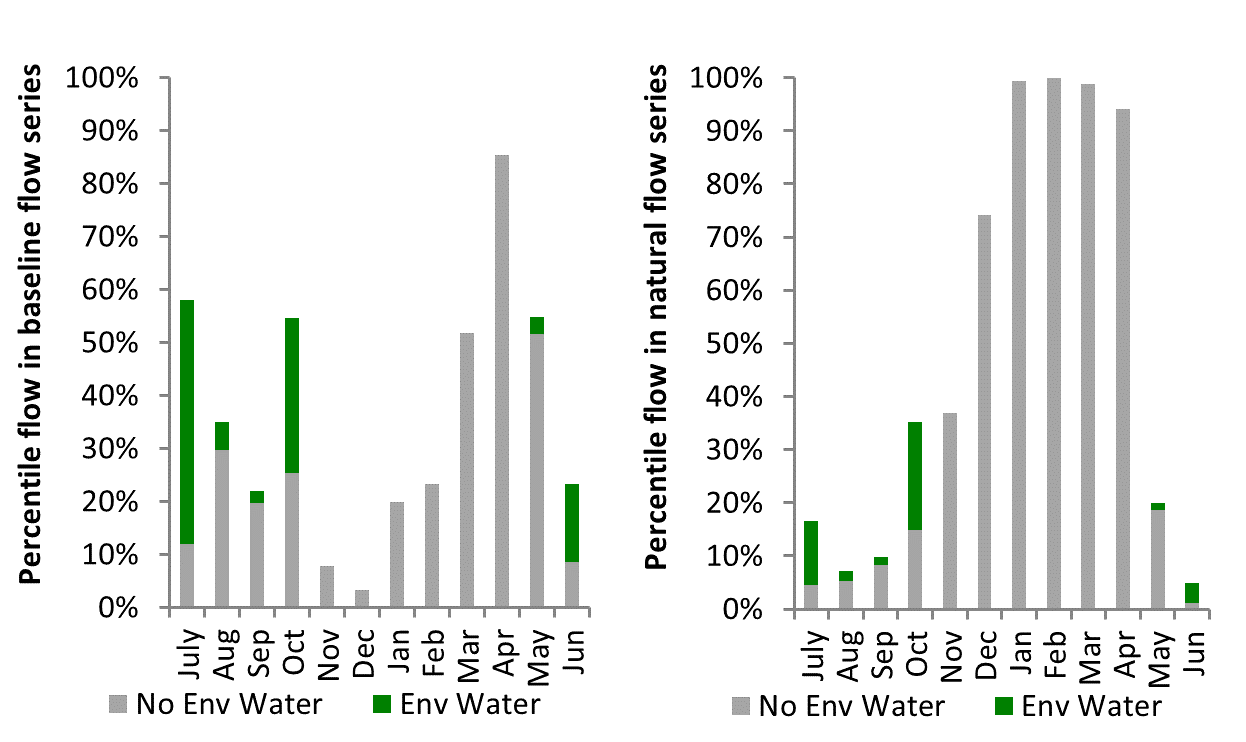 Percentile flow in baseline flow series
100%
90%
80%
70%
60%
50%
40%
30%
20%
10%
0%
July
Aug
Sep
Oct
Nov
Dec
Jan
Feb
Mar
Apr
May
Jun
No Env Water
Env Water
Percentile flow in natural flow series
100%
90%
80%
70%
60%
50%
40%
30%
20%
10%
0%
July
Aug
Sep
Oct
Nov
Dec
Jan
Feb
Mar
Apr
May
Jun
No Env Water
Env Water